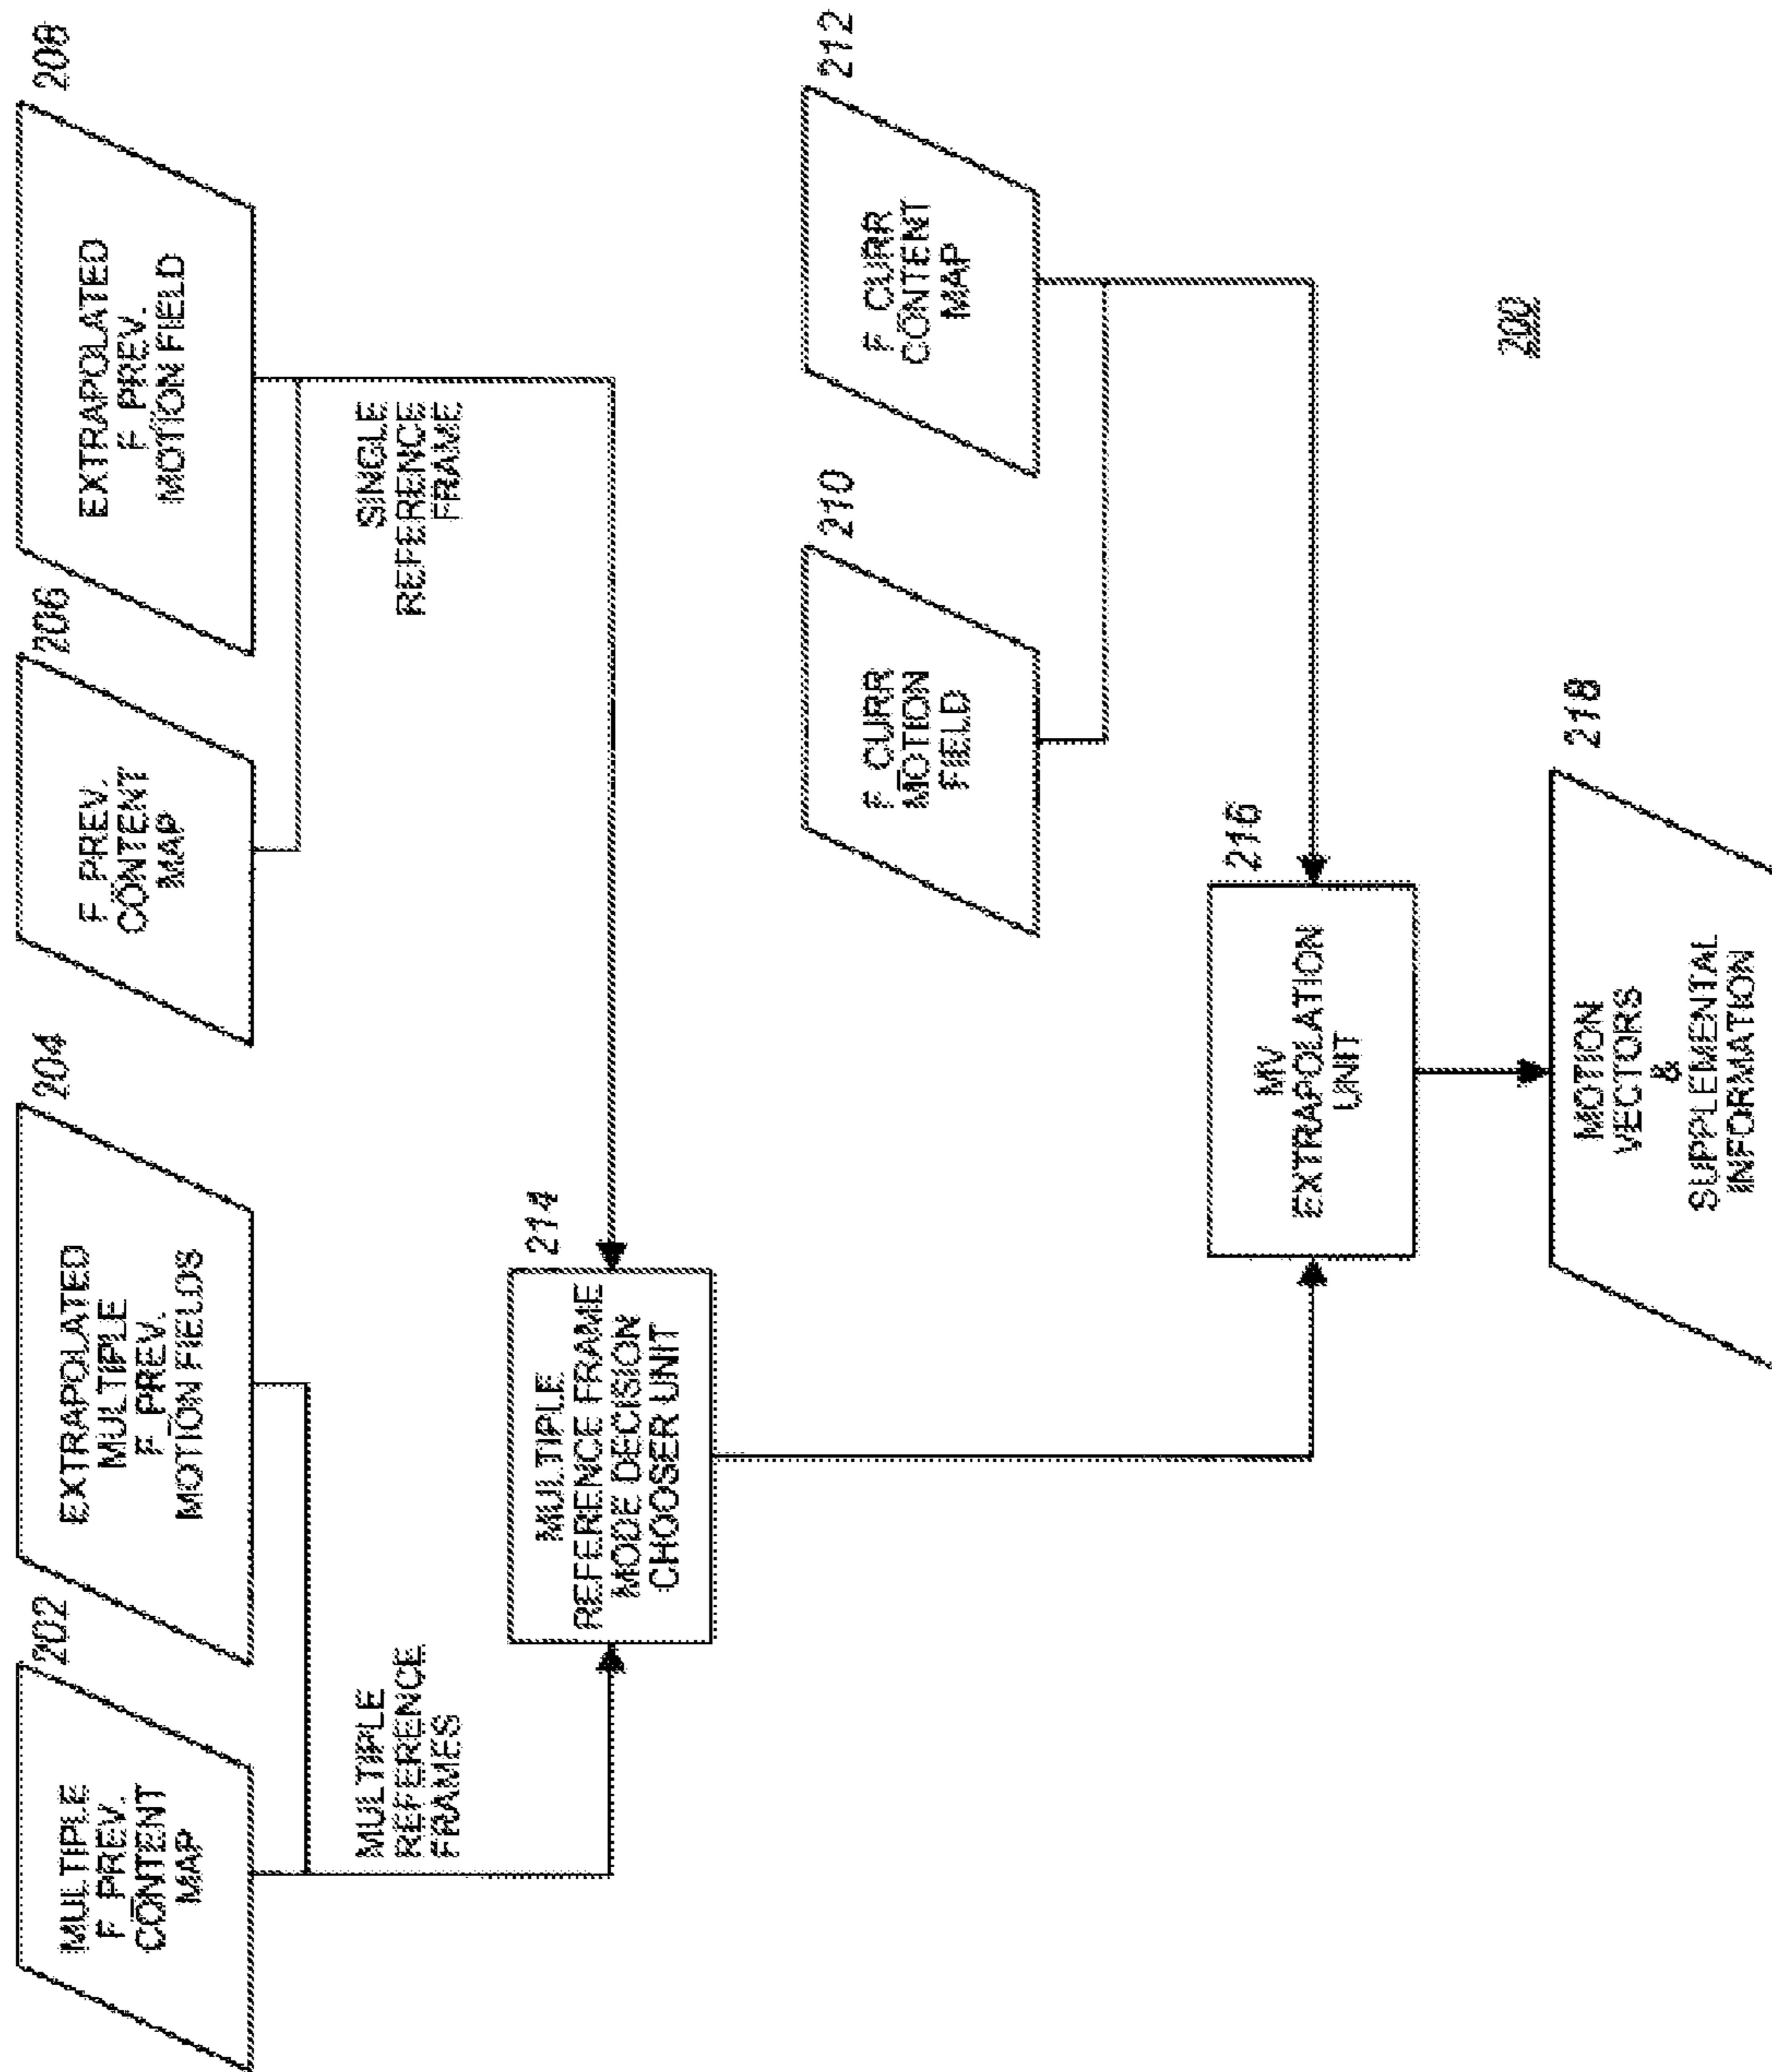 202
MULTIPLE
F_PREV.
CONTENT
MAP
204
EXTRAPOLATED
MULTIPLE
F_PREV.
MOTION FIELDS
206
F_PREV.
CONTENT
MAP
208
EXTRAPOLATED
F_PREV.
MOTION FIELD
MULTIPLE
REFERENCE
FRAMES
SINGLE
REFERENCE
FRAME
214
MULTIPLE
REFERENCE FRAME
MODE DECISION
CHOOSER UNIT
210
F_CURR
MOTION
FIELD
212
F_CURR
CONTENT
MAP
216
MV
EXTRAPOLATION
UNIT
218
MOTION
VECTORS
&
SUPPLEMENTAL
INFORMATION
200